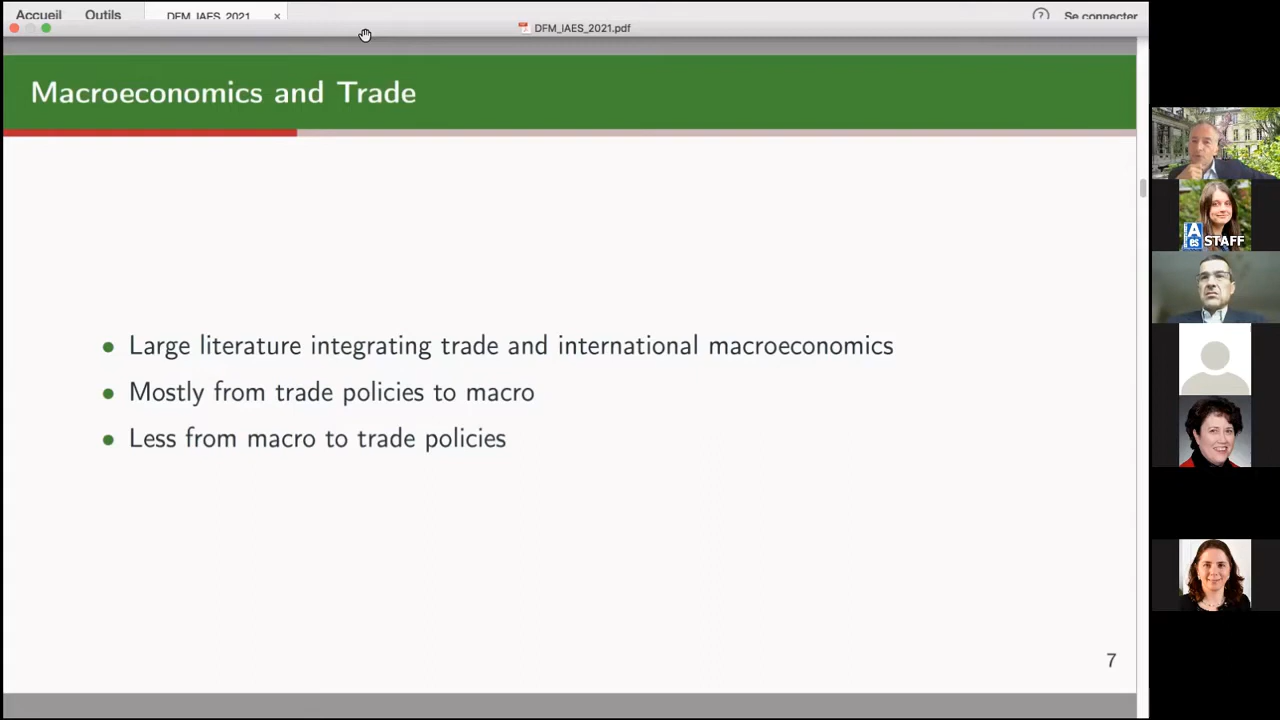 Accueil Outils DFM_IAES_2021 × ? Se connecter
DFM_IAES_2021.pdf
Macroeconomics and Trade
Large literature integrating trade and international macroeconomics
Mostly from trade policies to macro
Less from macro to trade policies
7
A
es STAFF